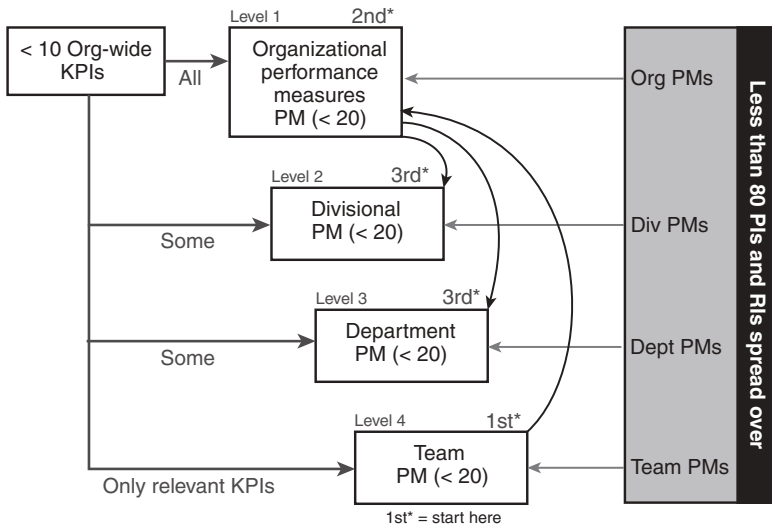 Level 1
2nd*
< 10 Org-wide
KPIs
All
Organizational
performance
measures
PM (< 20)
Org PMs
Level 2
3rd*
Divisional
PM (< 20)
Some
Div PMs
Level 3
3rd*
Department
PM (< 20)
Some
Dept PMs
Level 4
1st*
Team
PM (< 20)
Only relevant KPIs
Team PMs
1st* = start here
Less than 80 PIs and RIs spread over